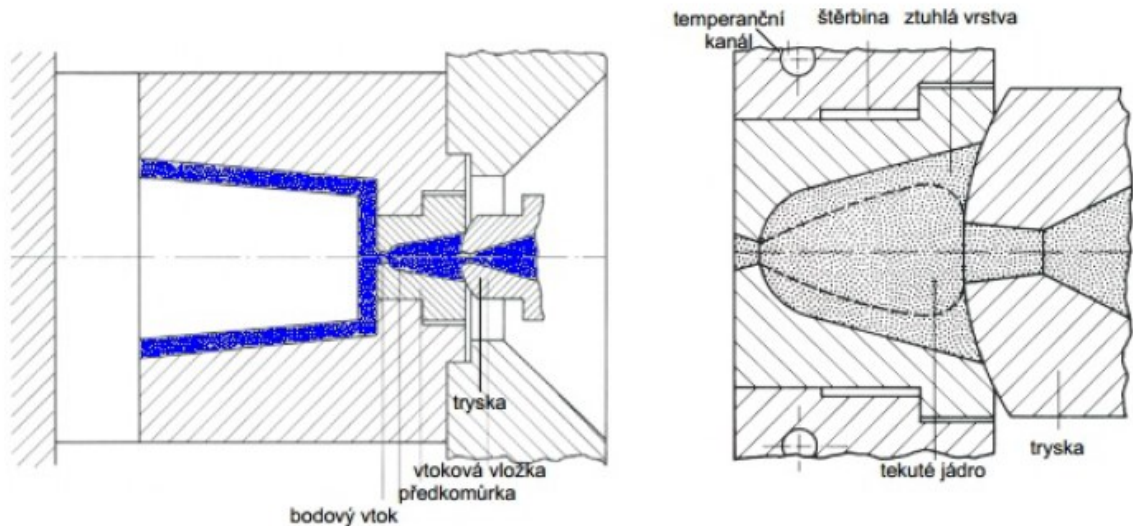 tryska
vtoková vložka
předkomůrka
bodový vtok
temperanční
kanál
štěrbina
ztuhlá vrstva
tryska
tekuté jádro